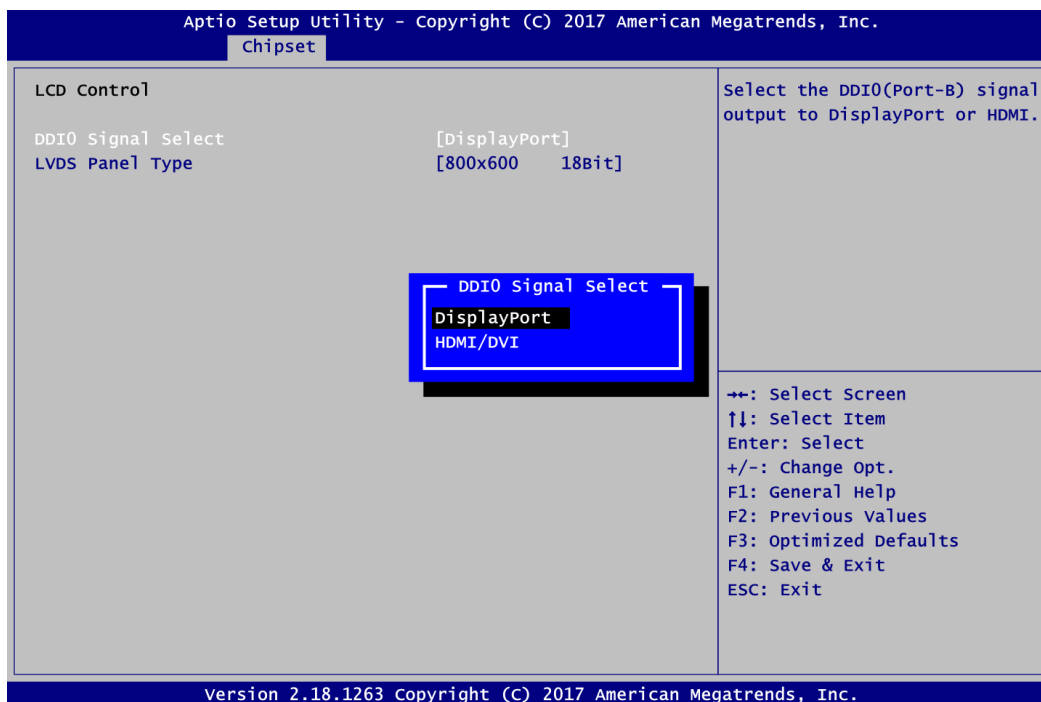 Aptio Setup Utility - Copyright (C) 2017 American Megatrends, Inc.
Chipset
LCD Control
DDI0 Signal Select [DisplayPort]
LVDS Panel Type [800x600 18Bit]
DDI0 Signal Select
DisplayPort
HDMI/DVI
Select the DDI0(Port-B) signal
output to DisplayPort or HDMI.
→←: Select Screen
↑↓: Select Item
Enter: Select
+/-: Change Opt.
F1: General Help
F2: Previous Values
F3: Optimized Defaults
F4: Save & Exit
ESC: Exit
Version 2.18.1263 Copyright (C) 2017 American Megatrends, Inc.